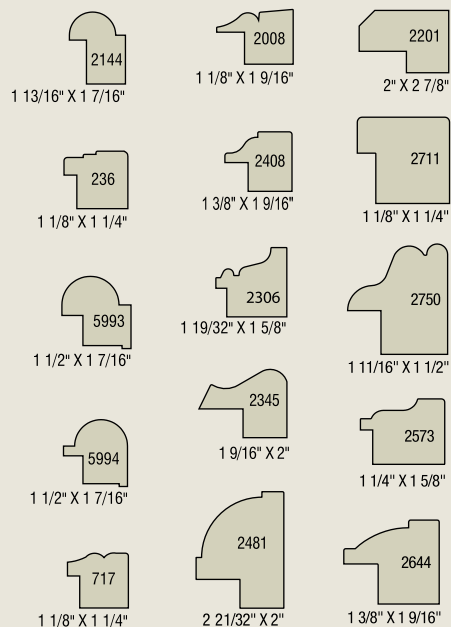 2144
1 13/16" X 1 7/16"
236
1 1/8" X 1 1/4"
5993
1 1/2" X 1 7/16"
5994
1 1/2" X 1 7/16"
717
1 1/8" X 1 1/4"
2008
1 1/8" X 1 9/16"
2408
1 3/8" X 1 9/16"
2306
1 19/32" X 1 5/8"
2345
1 9/16" X 2"
2481
2 21/32" X 2"
2201
2" X 2 7/8"
2711
1 1/8" X 1 1/4"
2750
1 11/16" X 1 1/2"
2573
1 1/4" X 1 5/8"
2644
1 3/8" X 1 9/16"